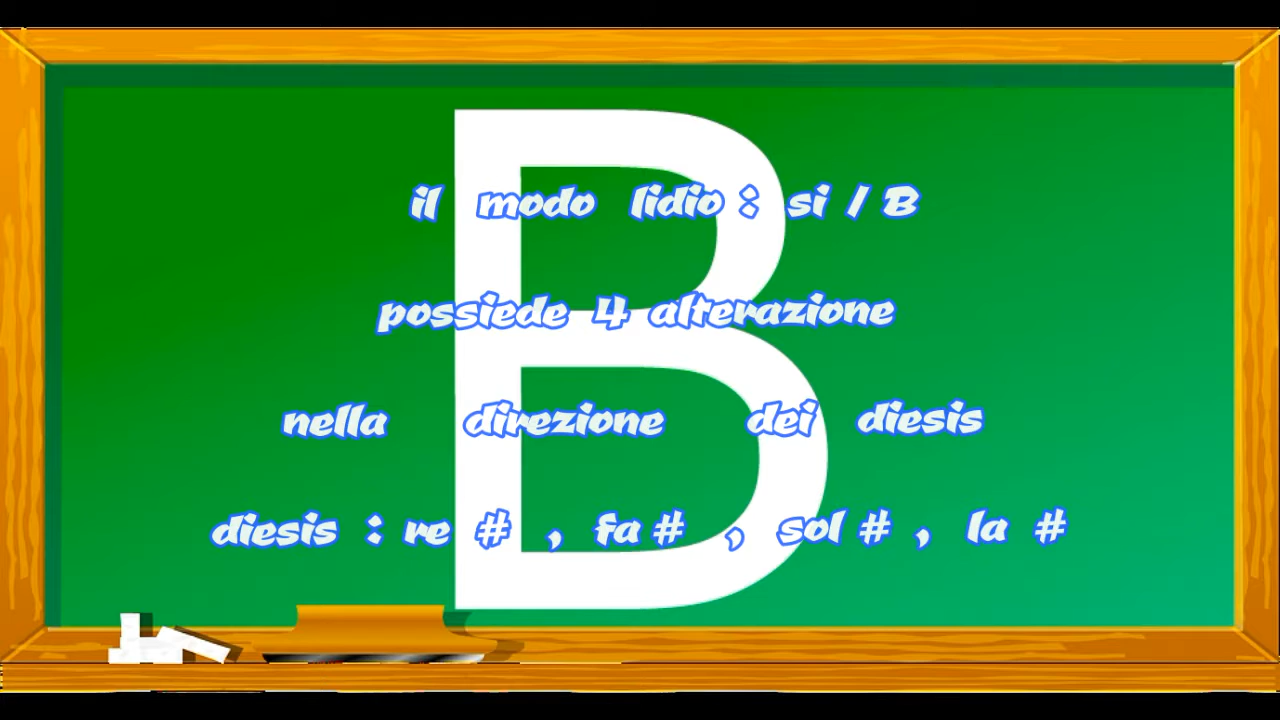 B
il modo lidio : si / B
possiede 4 alterazione
nella direzione dei diesis
diesis : re # , fa # , sol # , la #